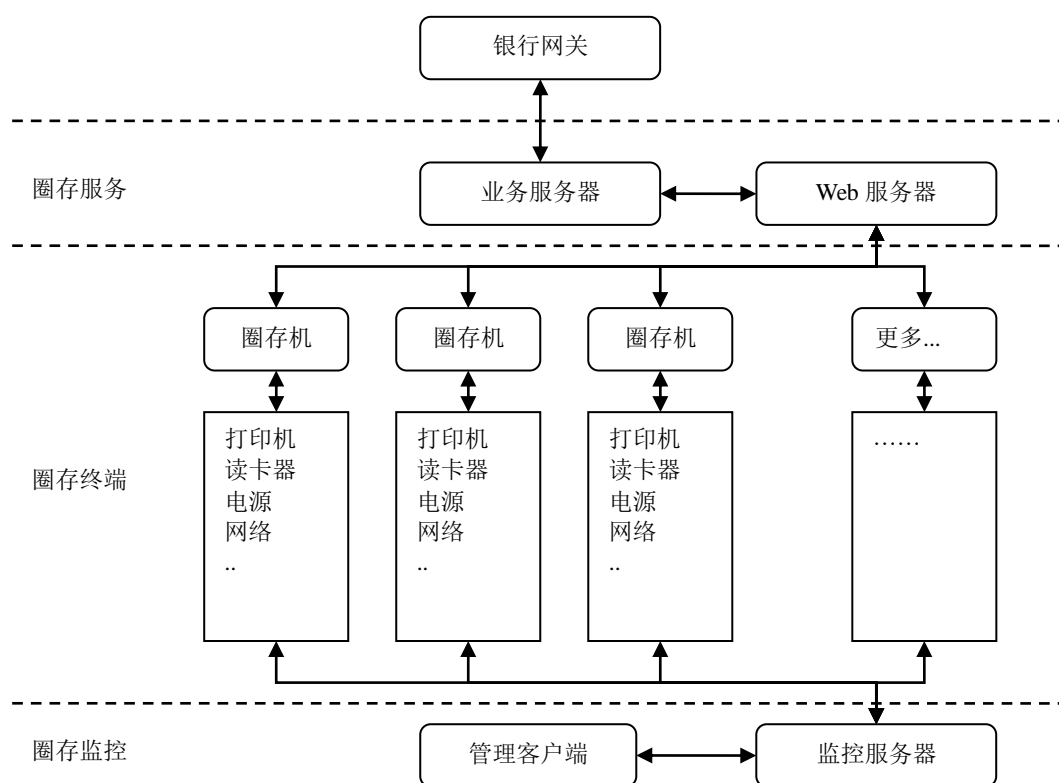 银行网关
圈存服务
业务服务器
Web 服务器
圈存机
圈存机
圈存机
更多...
圈存终端
打印机
读卡器
电源
网络
..
打印机
读卡器
电源
网络
..
打印机
读卡器
电源
网络
..
……
圈存监控
管理客户端
监控服务器